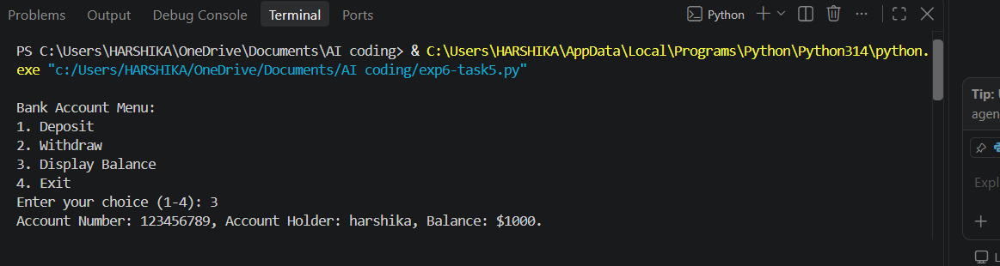 Problems Output Debug Console Terminal Ports Python
PS C:\Users\HARSHIKA\OneDrive\Documents\AI coding> & C:\Users\HARSHIKA\AppData\Local\Programs\Python\Python314\python.
exe "c:/Users/HARSHIKA/OneDrive/Documents/AI coding/exp6-task5.py"
Bank Account Menu:
1. Deposit
2. Withdraw
3. Display Balance
4. Exit
Enter your choice (1-4): 3
Account Number: 123456789, Account Holder: harshika, Balance: $1000.
Tip:
agen
Expl